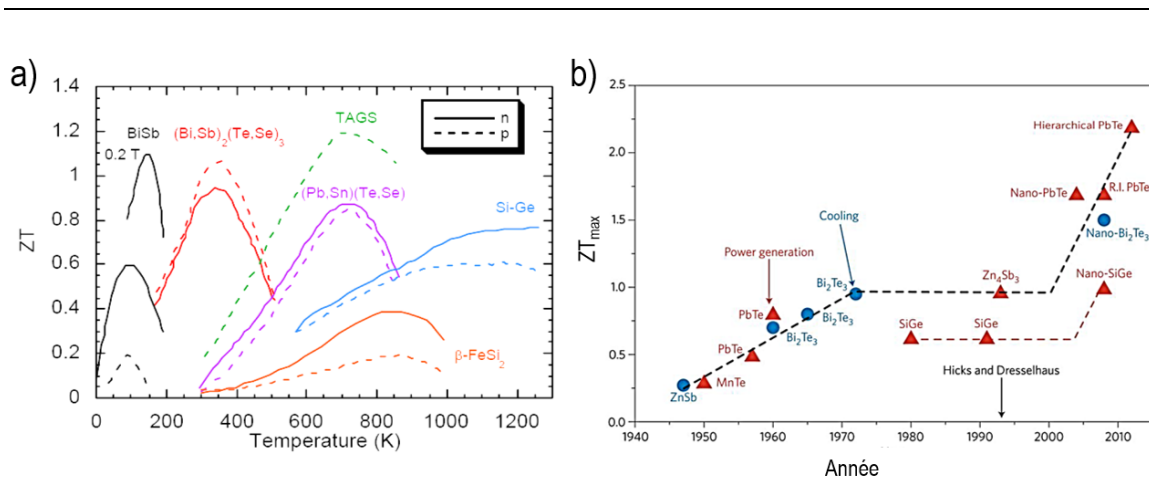 a)
1.4
1.2
1
0.8
0.6
0.4
0.2
0
ZT
BiSb
0.2 T
(Bi,Sb)₂(Te,Se)₃
TAGS
n
p
(Pb,Sn)(Te,Se)
Si-Ge
β-FeSi₂
0 200 400 600 800 1000 1200
Temperature (K)
b)
2.5
2.0
1.5
1.0
0.5
0.0
ZTmax
Hierarchical PbTe
Nano-PbTe
R.I. PbTe
Nano-Bi₂Te₃
Cooling
Power generation
Bi₂Te₃
Zn₄Sb₃
Nano-SiGe
PbTe
Bi₂Te₃
Bi₂Te₃
SiGe
SiGe
PbTe
MnTe
ZnSb
Hicks and Dresselhaus
1940 1950 1960 1970 1980 1990 2000 2010
Année